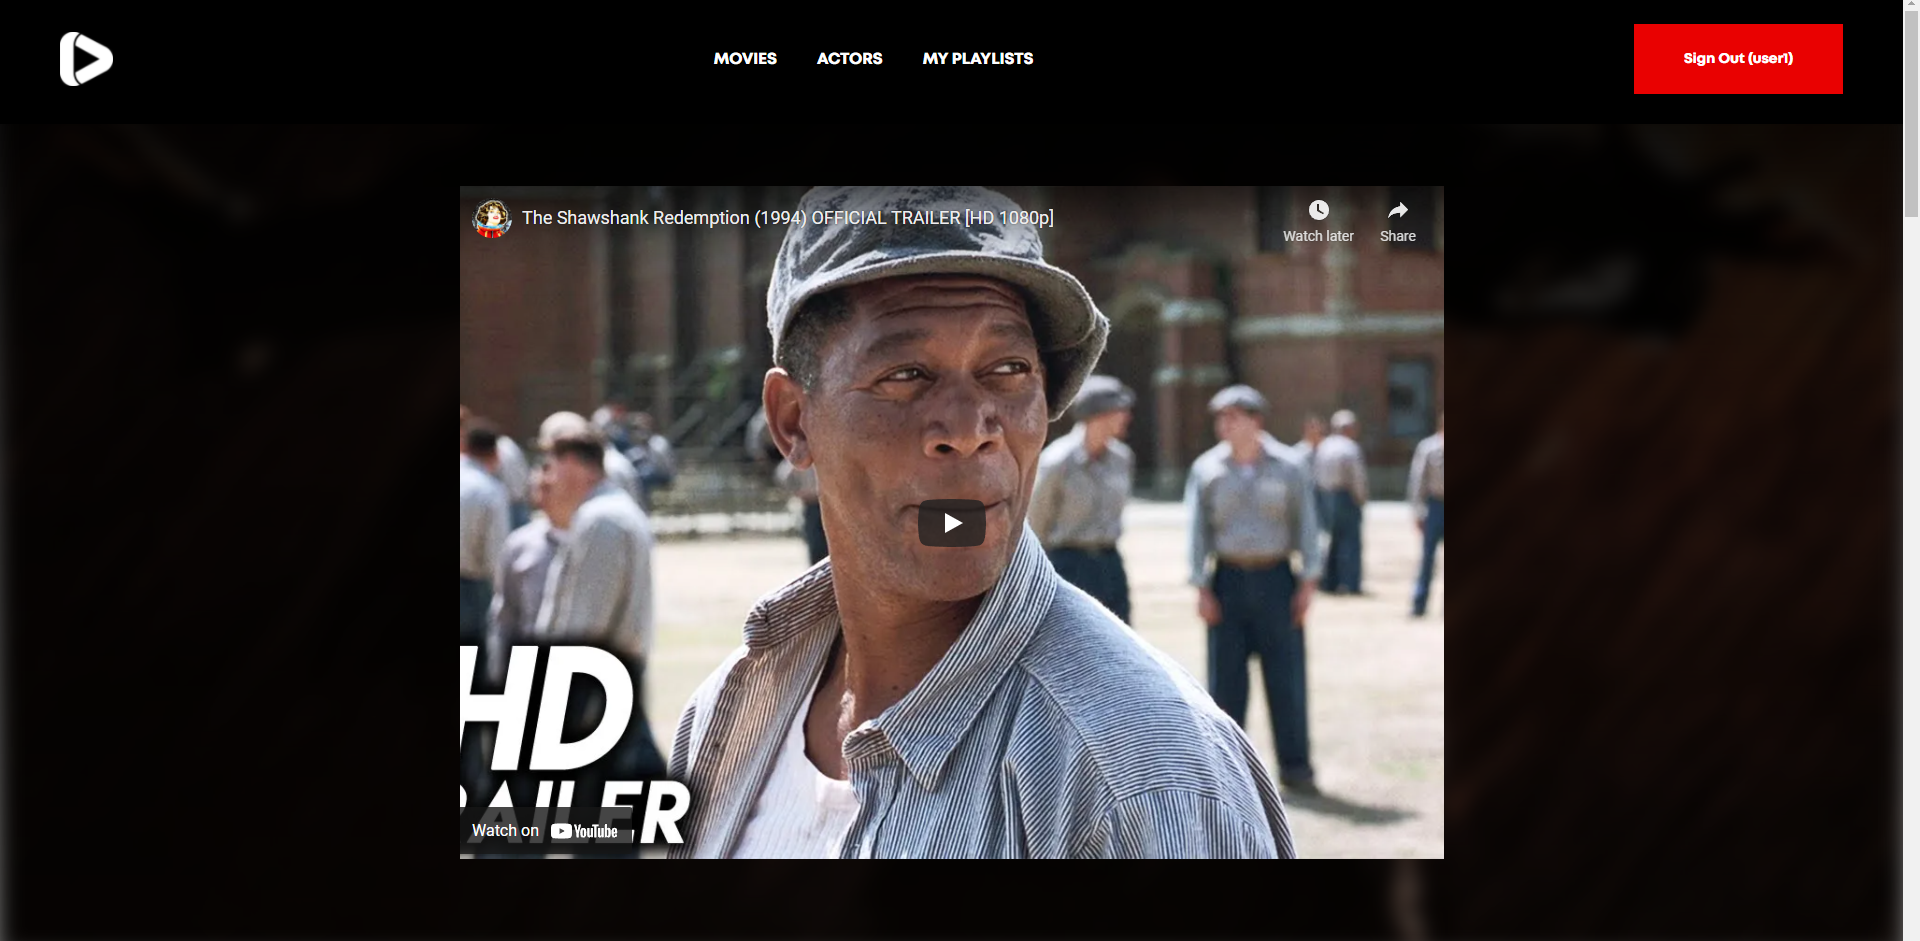 MOVIES
ACTORS
MY PLAYLISTS
Sign Out (user1)
The Shawshank Redemption (1994) OFFICIAL TRAILER [HD 1080p]
Watch later
Share
HD
RAILER
Watch on YouTube